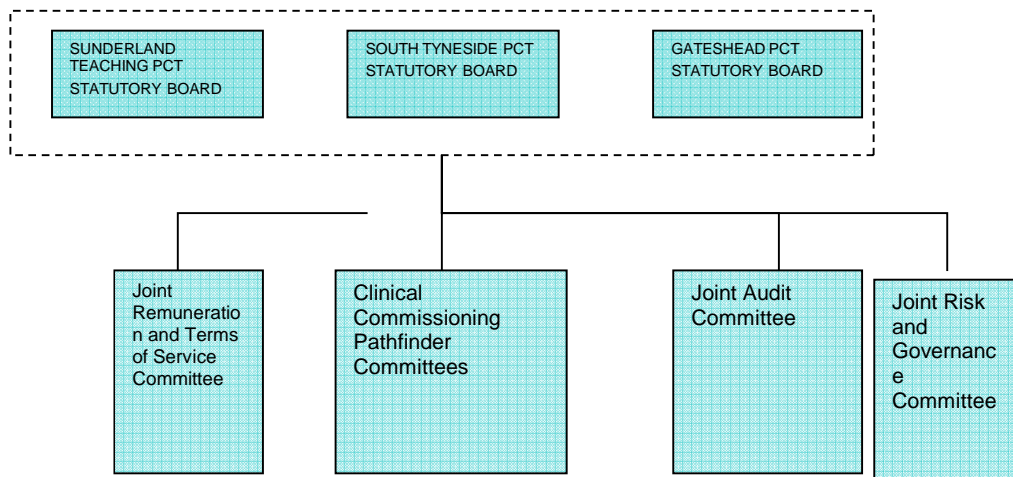 SUNDERLAND
TEACHING PCT
STATUTORY BOARD
SOUTH TYNESIDE PCT
STATUTORY BOARD
GATESHEAD PCT
STATUTORY BOARD
Joint
Remuneratio
n and Terms
of Service
Committee
Clinical
Commissioning
Pathfinder
Committees
Joint Audit
Committee
Joint Risk
and
Governanc
e
Committee